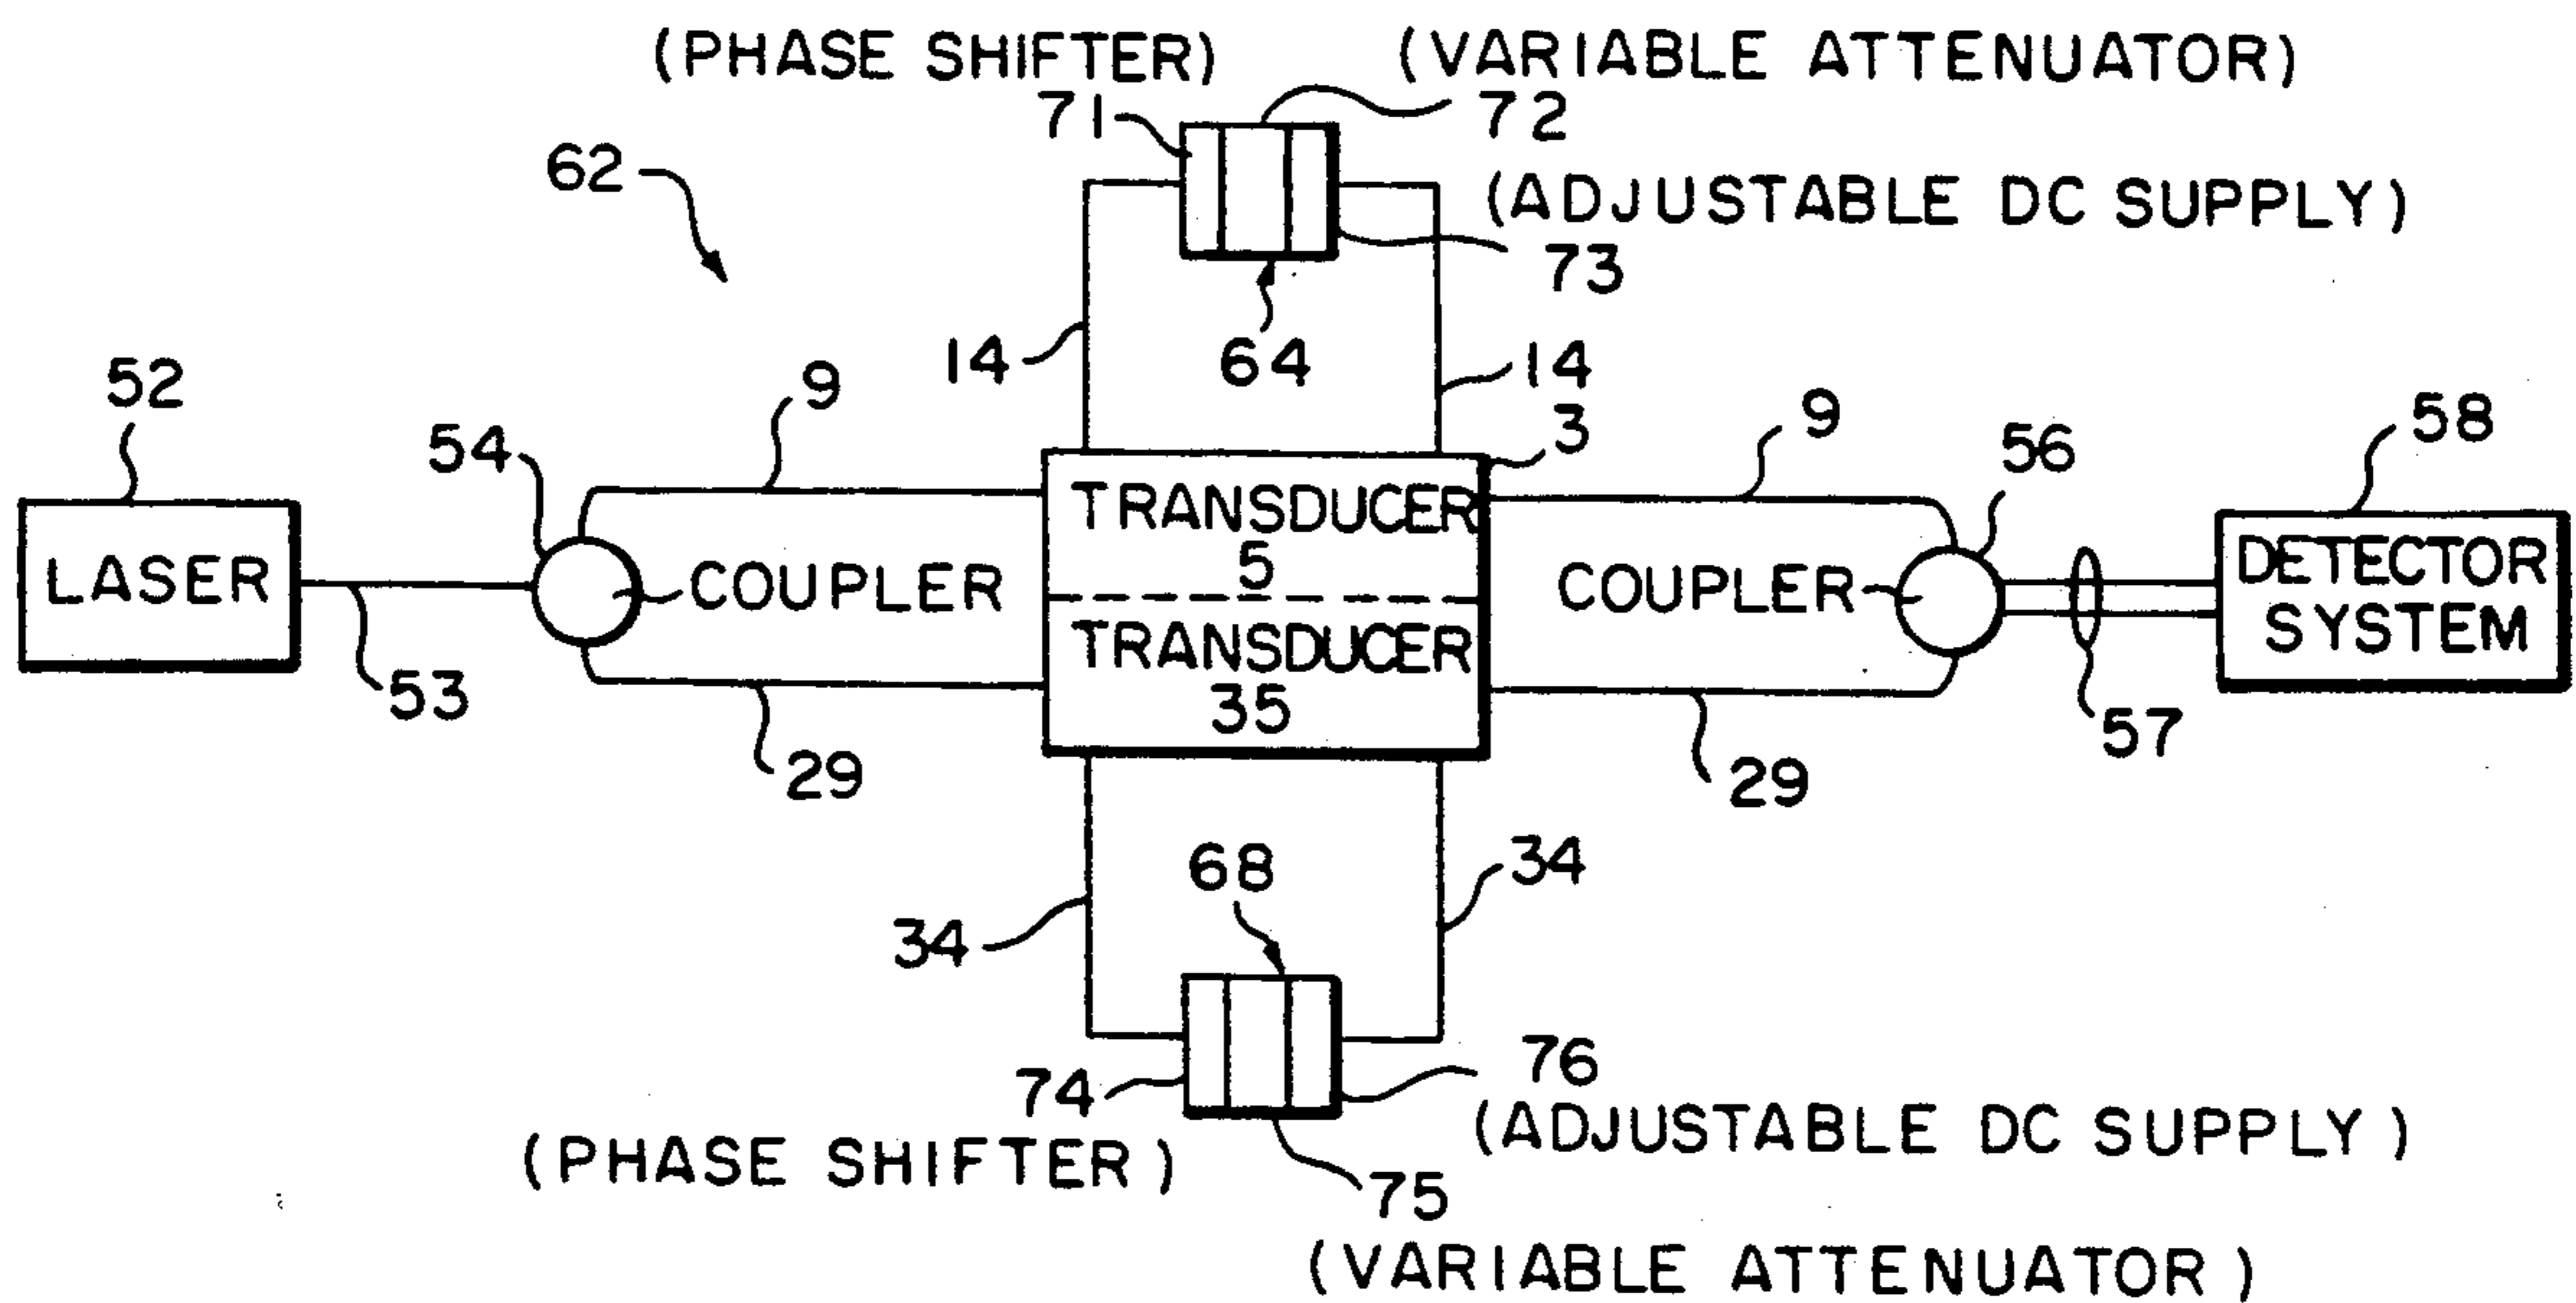 (PHASE SHIFTER) (VARIABLE ATTENUATOR)
71 72
62 (ADJUSTABLE DC SUPPLY)
73
14 64 14
52 9 3 9 58
54 56
TRANSDUCER
5
LASER COUPLER COUPLER DETECTOR
SYSTEM
TRANSDUCER
35
53 57
29 29
68 34
34
76
74 (ADJUSTABLE DC SUPPLY)
(PHASE SHIFTER) 75
(VARIABLE ATTENUATOR)